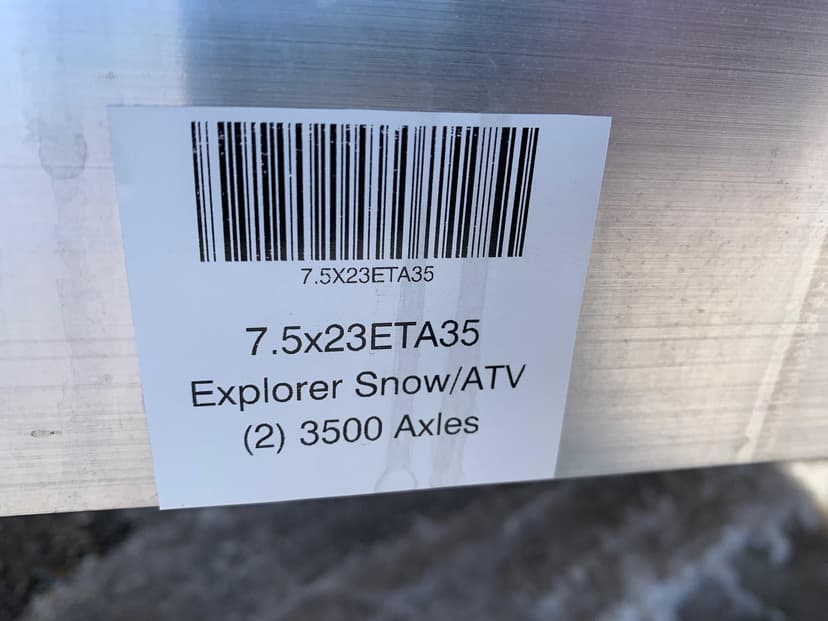 7.5X23ETA35
7.5x23ETA35
Explorer Snow/ATV
(2) 3500 Axles